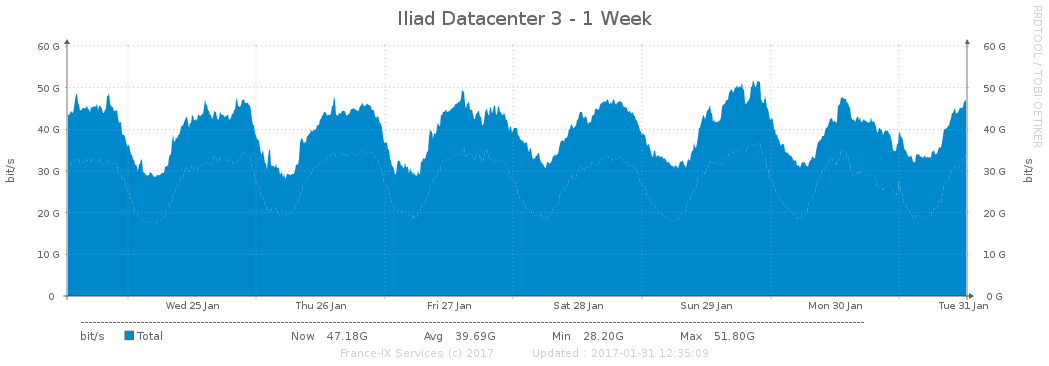 Iliad Datacenter 3 - 1 Week
RRDTOOL / TOBI OETIKER
60 G 60 G
50 G 50 G
40 G 40 G
30 G 30 G
20 G 20 G
10 G 10 G
0 0 G
bit/s bit/s
Wed 25 Jan Thu 26 Jan Fri 27 Jan Sat 28 Jan Sun 29 Jan Mon 30 Jan Tue 31 Jan
bit/s Total Now 47.18G Avg 39.69G Min 28.20G Max 51.80G
France-IX Services (c) 2017 Updated : 2017-01-31 12:35:09